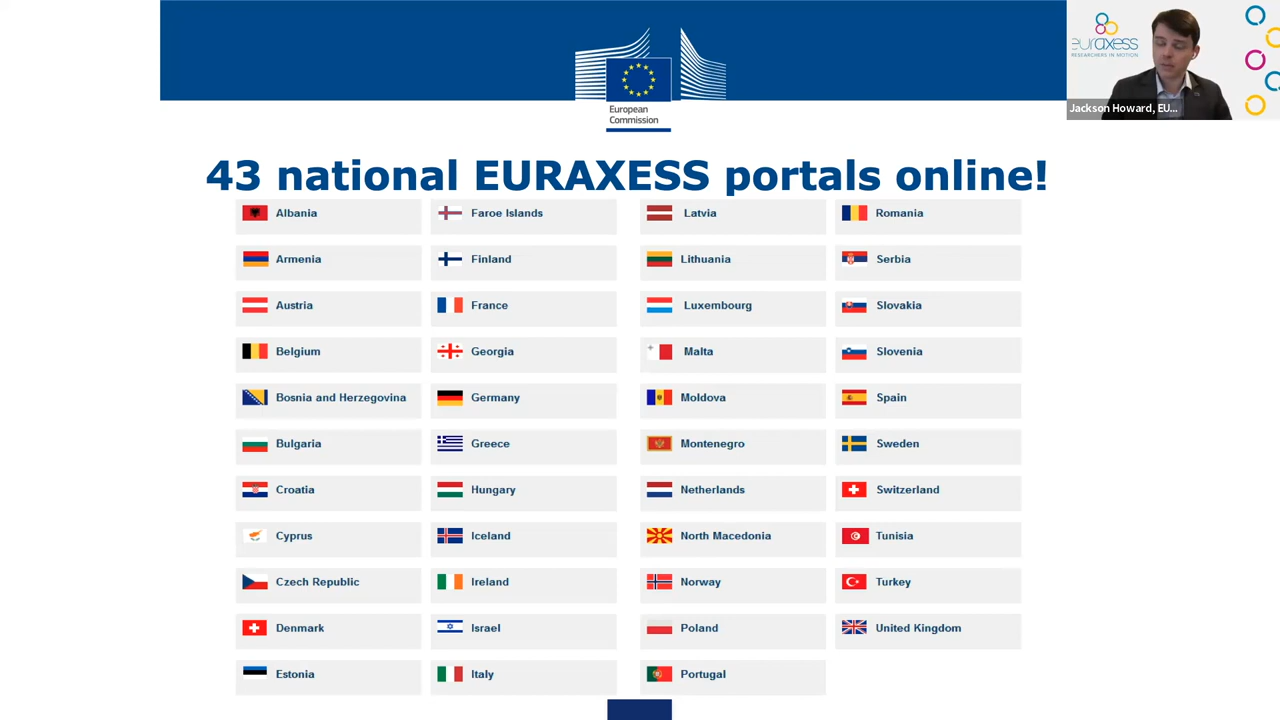 European
Commission
euraxess
RESEARCHERS IN MOTION
Jackson Howard, EU...
43 national EURAXESS portals online!
Albania
Faroe Islands
Latvia
Romania
Armenia
Finland
Lithuania
Serbia
Austria
France
Luxembourg
Slovakia
Belgium
Georgia
Malta
Slovenia
Bosnia and Herzegovina
Germany
Moldova
Spain
Bulgaria
Greece
Montenegro
Sweden
Croatia
Hungary
Netherlands
Switzerland
Cyprus
Iceland
North Macedonia
Tunisia
Czech Republic
Ireland
Norway
Turkey
Denmark
Israel
Poland
United Kingdom
Estonia
Italy
Portugal